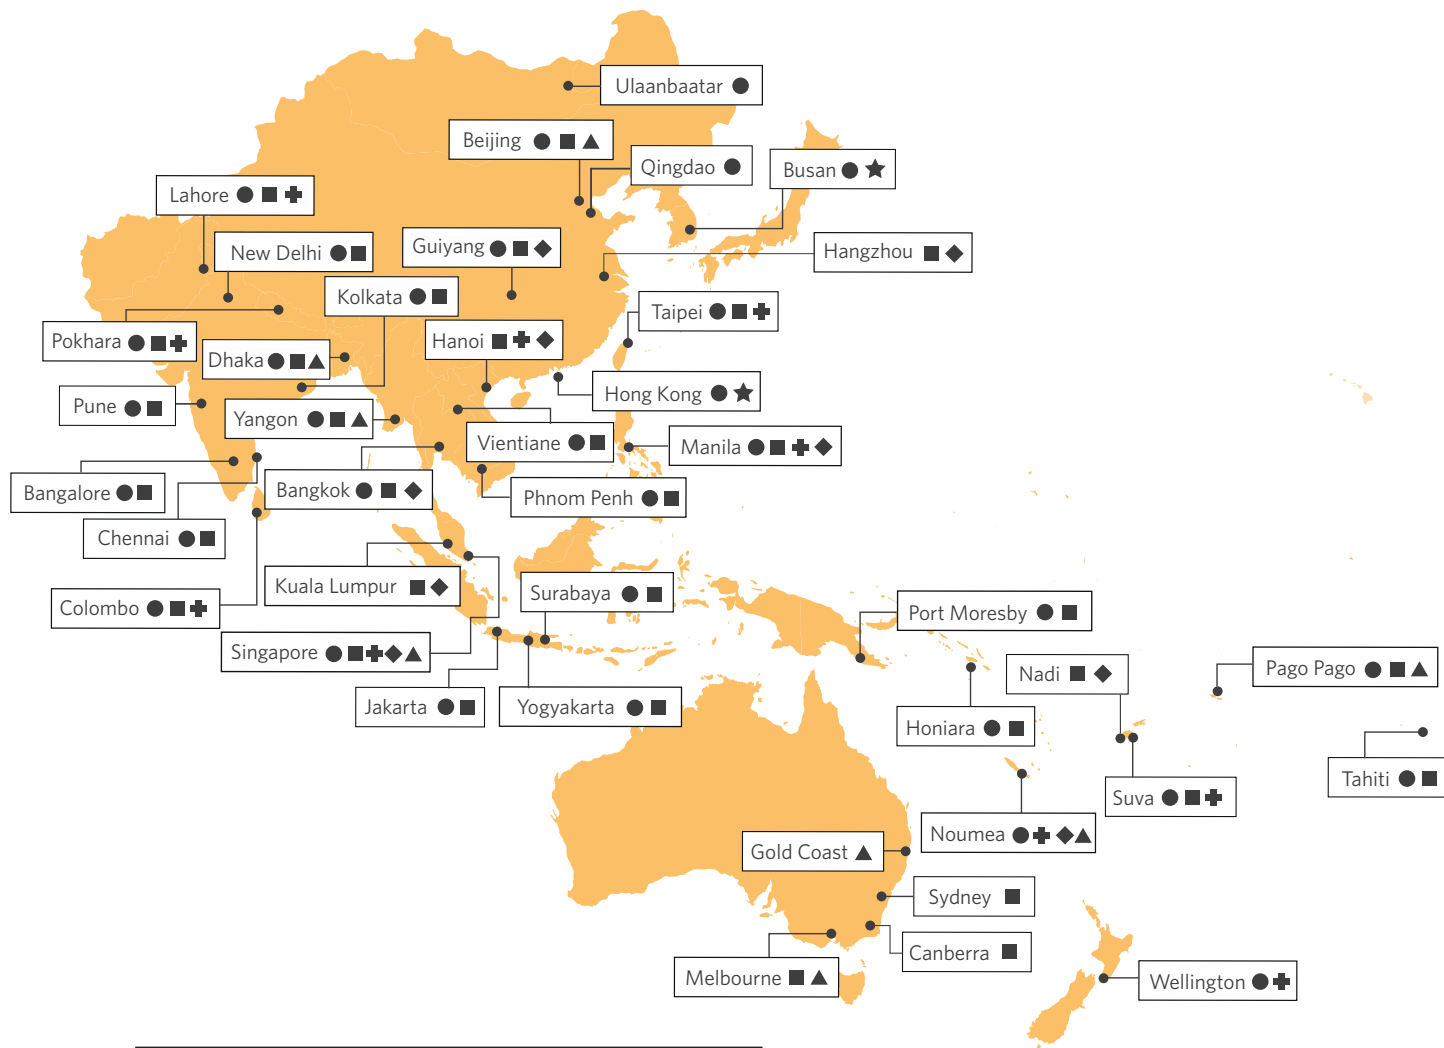 Ulaanbaatar
Beijing
Qingdao
Busan
Lahore
New Delhi
Guiyang
Hangzhou
Kolkata
Taipei
Pokhara
Hanoi
Dhaka
Hong Kong
Pune
Yangon
Vientiane
Manila
Bangalore
Bangkok
Phnom Penh
Chennai
Kuala Lumpur
Surabaya
Colombo
Port Moresby
Singapore
Nadi
Pago Pago
Jakarta
Yogyakarta
Honiara
Tahiti
Suva
Noumea
Gold Coast
Sydney
Canberra
Melbourne
Wellington